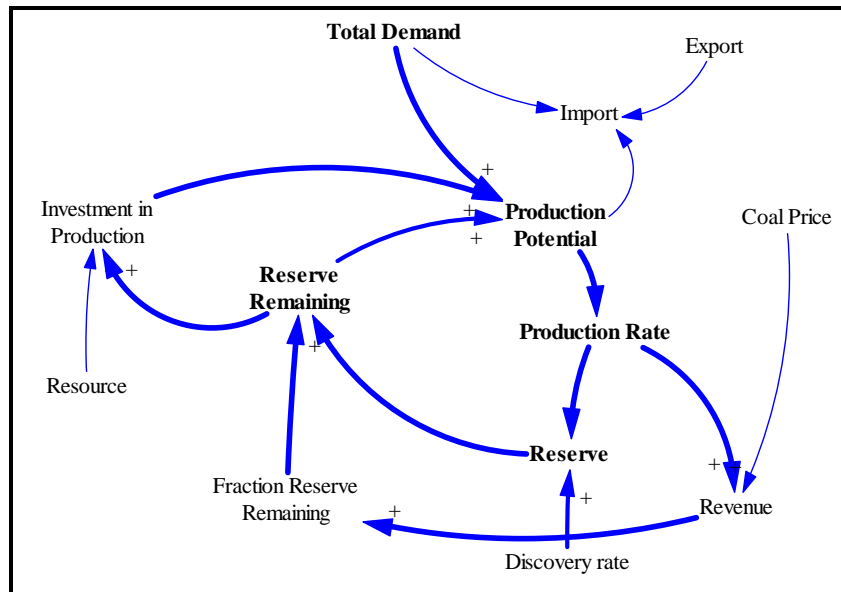 Total Demand
Export
Import
+
Investment in
Production
+
+
Production
Potential
Coal Price
+
Reserve
Remaining
Production Rate
+
Resource
Reserve
+ +
Fraction Reserve
Remaining
+
Revenue
+
Discovery rate